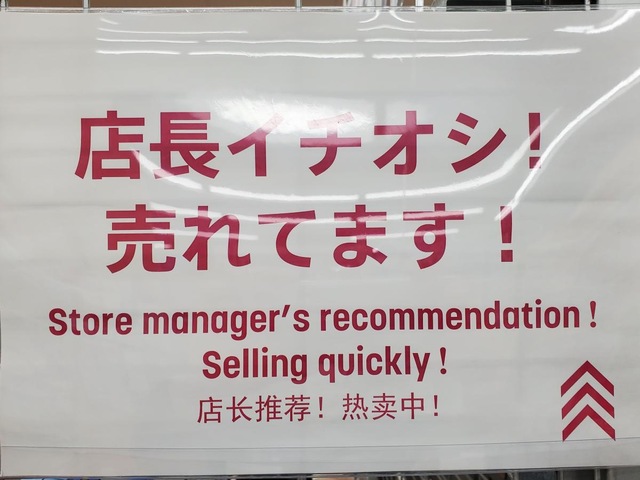 店長イチオシ！
売れてます！
Store manager's recommendation！
Selling quickly！
店长推荐！热卖中！